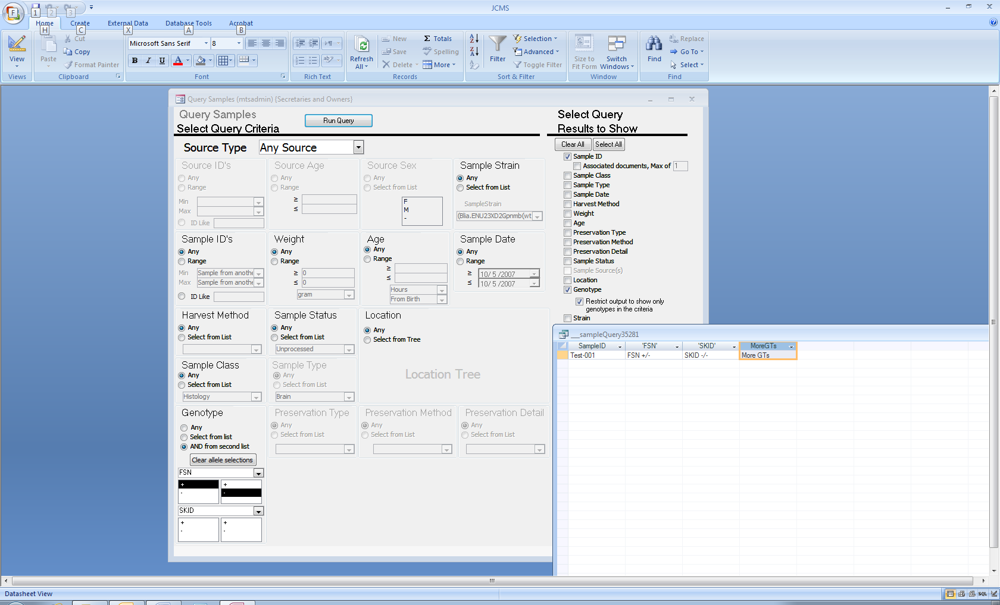 JCMS
F
1
2
3
Home
Create
External Data
Database Tools
Acrobat
H
C
X
A
B
View
Views
Paste
Cut
Copy
Format Painter
Clipboard
Microsoft Sans Serif
8
B I U A
Font
Rich Text
Refresh
All
New
Save
Delete
Σ Totals
Spelling
More
Records
Filter
Selection
Advanced
Toggle Filter
Sort & Filter
Size to
Fit Form
Switch
Windows
Window
Find
Replace
Go To
Select
Find
Query Samples (mtsadmin) {Secretaries and Owners}
Query Samples
Select Query Criteria
Run Query
Source Type
Any Source
Source ID's
Any
Range
Min
Max
ID Like
Source Age
Any
Range
≥
≤
Source Sex
Any
Select from List
F
M
-
Sample Strain
Any
Select from List
SampleStrain
(Blia.ENU23XD2Gpnmb(wt
Sample ID's
Any
Range
Min Sample from anothe
Max Sample from anothe
ID Like
Weight
Any
Range
≥ 0
≤ 0
gram
Age
Any
Range
≥
≤
Hours
From Birth
Sample Date
Any
Range
≥ 10/ 5 /2007
≤ 10/ 5 /2007
Harvest Method
Any
Select from List
Sample Status
Any
Select from List
Unprocessed
Location
Any
Select from Tree
Location Tree
Sample Class
Any
Select from List
Histology
Sample Type
Any
Select from List
Brain
Genotype
Any
Select from list
AND from second list
Clear allele selections
FSN
+ +
- -
SKID
+ +
- -
Preservation Type
Any
Select from List
Preservation Method
Any
Select from List
Preservation Detail
Any
Select from List
Select Query
Results to Show
Clear All
Select All
Sample ID
Associated documents, Max of 1
Sample Class
Sample Type
Sample Date
Harvest Method
Weight
Age
Preservation Type
Preservation Method
Preservation Detail
Sample Status
Sample Source(s)
Location
Genotype
Restrict output to show only
genotypes in the criteria
Strain
___sampleQuery35281
SampleID 'FSN' 'SKID' MoreGTs
Test-001 FSN +/- SKID -/- More GTs
Datasheet View
SQL